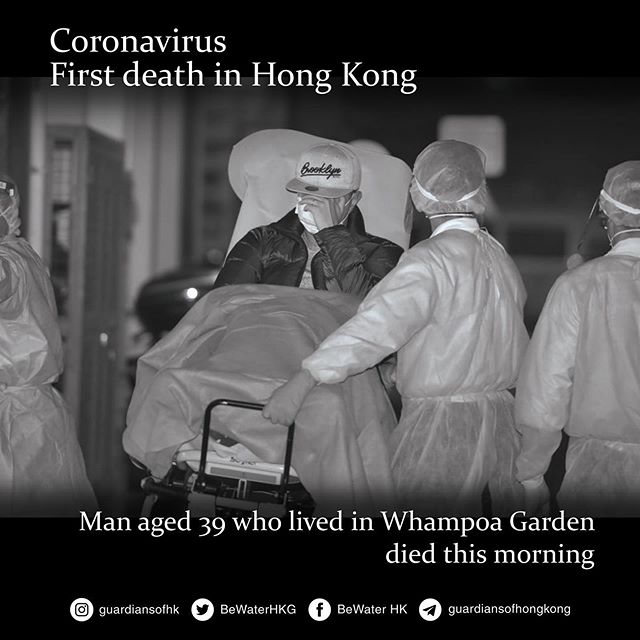 Coronavirus
First death in Hong Kong
Brooklyn
Man aged 39 who lived in Whampoa Garden
died this morning
guardiansofhk BeWaterHKG BeWater HK guardiansofhongkong